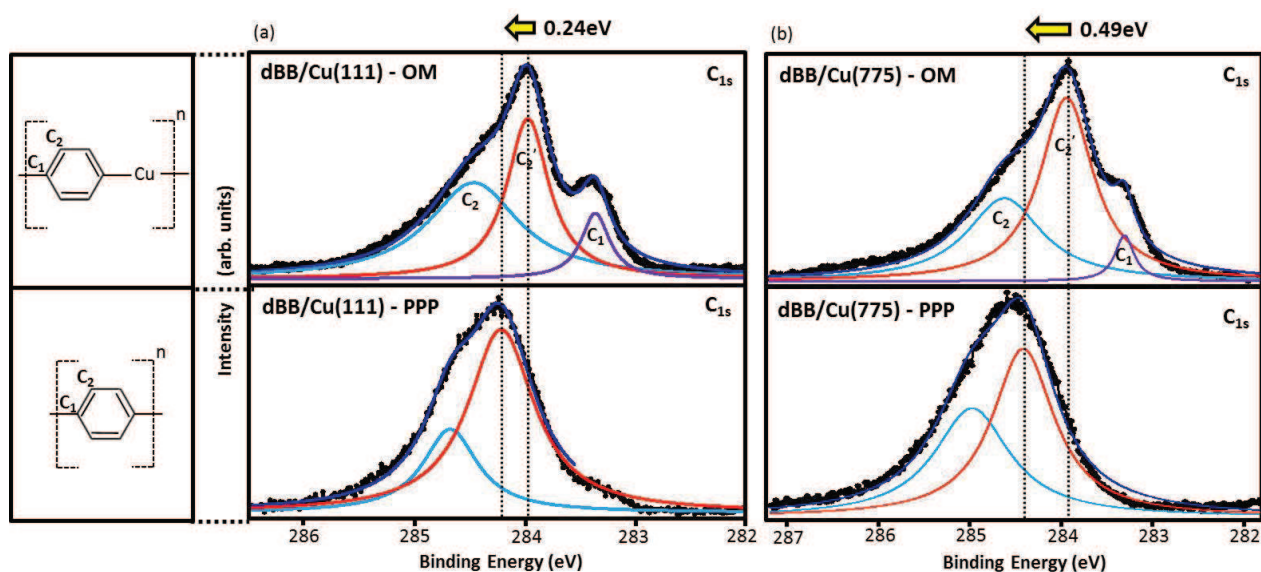 (a)
0.24eV
(b)
0.49eV
dBB/Cu(111) - OM
C1s
dBB/Cu(775) - OM
C1s
n
C2
C1
Cu
C2
C2’
C1
C2
C2’
C1
(arb. units)
Intensity
dBB/Cu(111) - PPP
C1s
dBB/Cu(775) - PPP
C1s
n
C2
C1
286 285 284 283 282
287 286 285 284 283 282
Binding Energy (eV)
Binding Energy (eV)